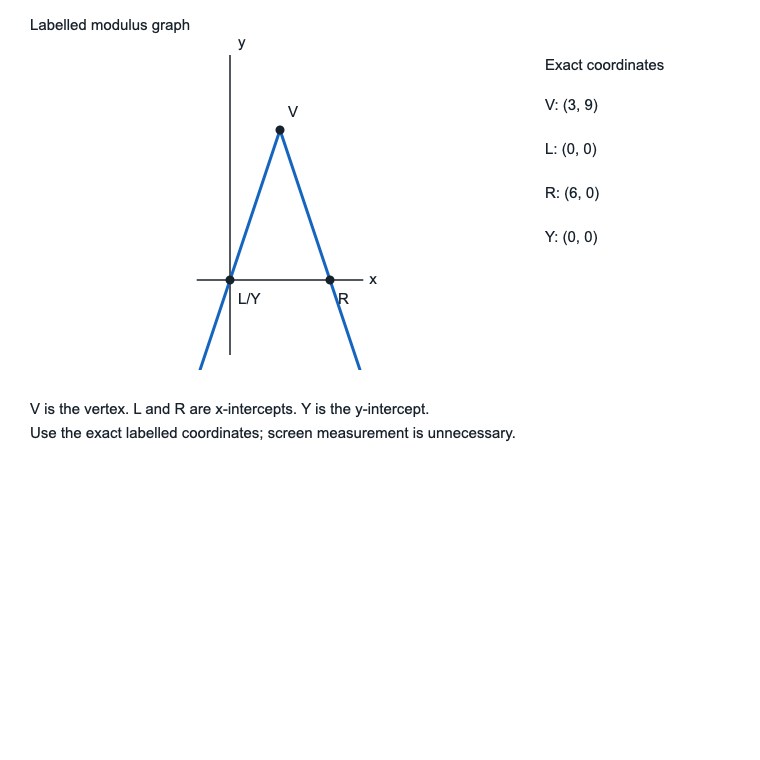 Labelled modulus graph
y
Exact coordinates
V: (3, 9)
V
L: (0, 0)
R: (6, 0)
Y: (0, 0)
x
L/Y
R
V is the vertex. L and R are x-intercepts. Y is the y-intercept.
Use the exact labelled coordinates; screen measurement is unnecessary.